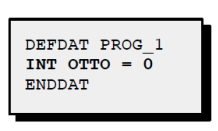 DEFDAT PROG_1
INT OTTO = 0
ENDDAT